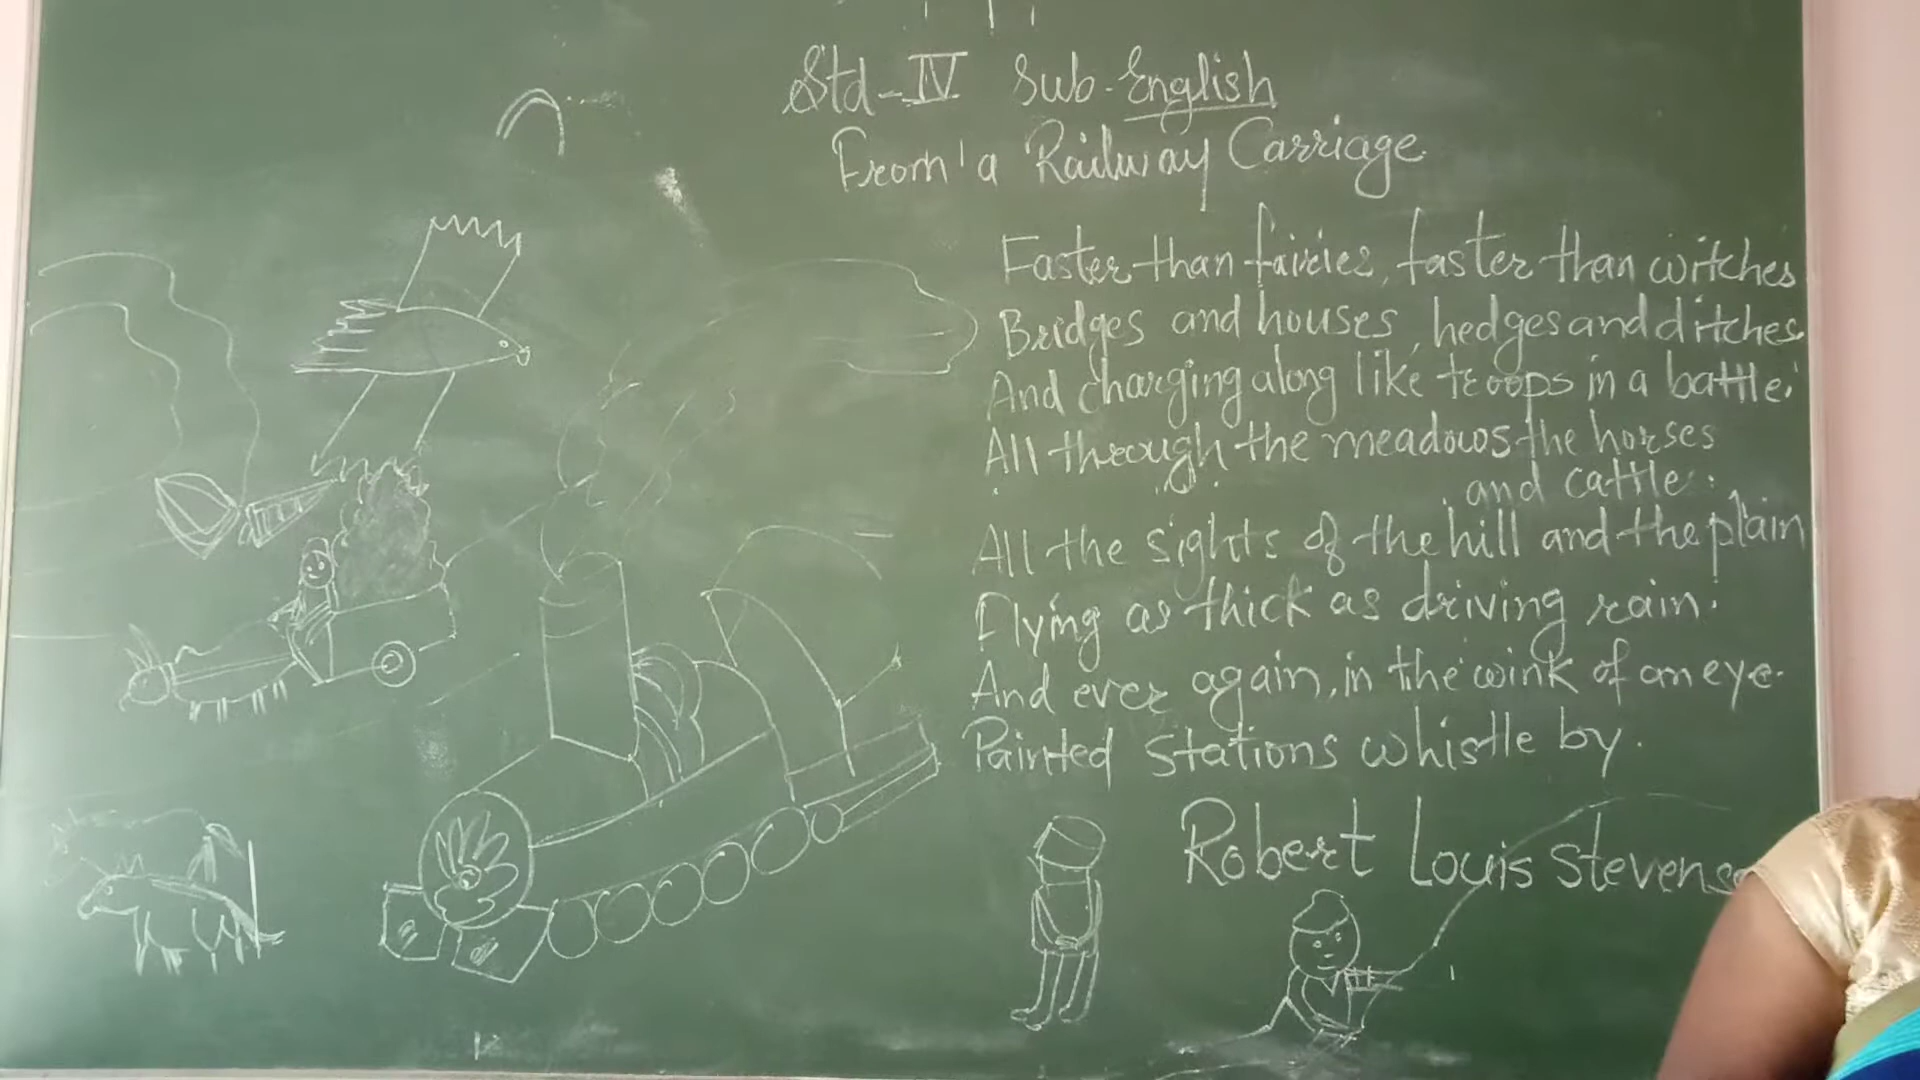 Std-IV Sub-English
From a Railway Carriage
Faster than fairies, faster than witches
Bridges and houses, hedges and ditches
And charging along like troops in a battle.
All through the meadows the horses
and cattle.
All the sights of the hill and the plain
Flying as thick as driving rain.
And ever again, in the wink of an eye.
Painted Stations whistle by.
Robert Louis Stevens